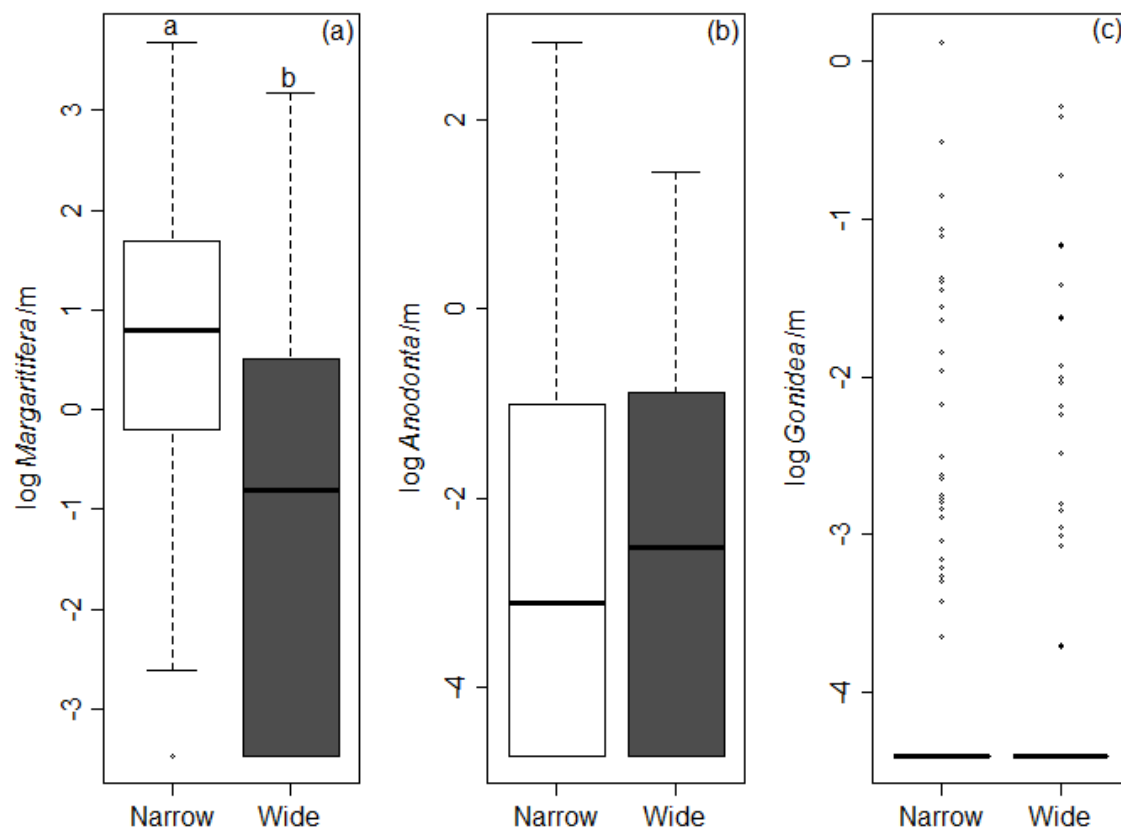 (a)
a
b
log Margaritifera/m
3
2
1
0
-1
-2
-3
Narrow Wide
(b)
log Anodonta/m
2
0
-2
-4
Narrow Wide
(c)
log Gonidea/m
0
-1
-2
-3
-4
Narrow Wide